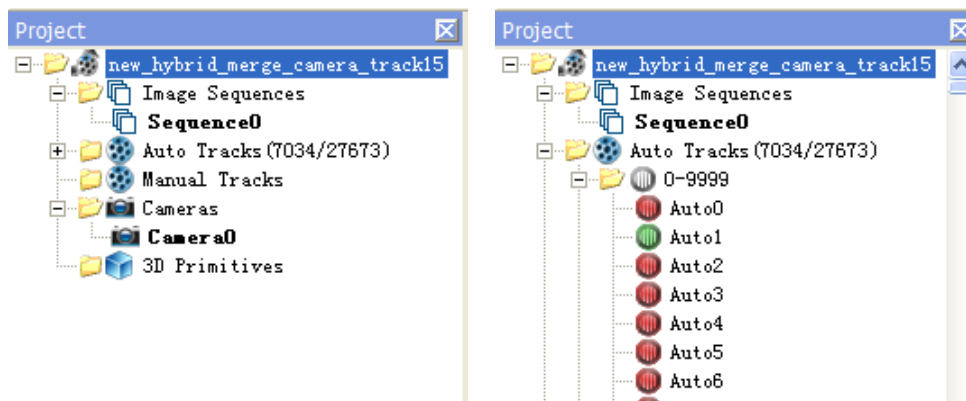 Project
new_hybrid_merge_camera_track15
Image Sequences
Sequence0
Auto Tracks(7034/27673)
Manual Tracks
Cameras
Camera0
3D Primitives
Project
new_hybrid_merge_camera_track15
Image Sequences
Sequence0
Auto Tracks(7034/27673)
0-9999
Auto0
Auto1
Auto2
Auto3
Auto4
Auto5
Auto6